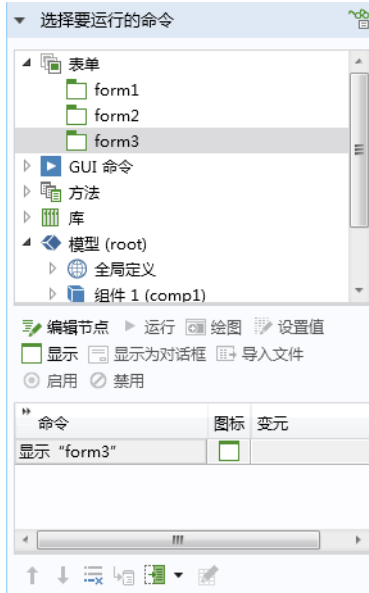 选择要运行的命令
表单
form1
form2
form3
GUI 命令
方法
库
模型 (root)
全局定义
组件 1 (comp1)
编辑节点 运行 绘图 设置值
显示 显示为对话框 导入文件
启用 禁用
命令 图标 变元
显示 “form3”